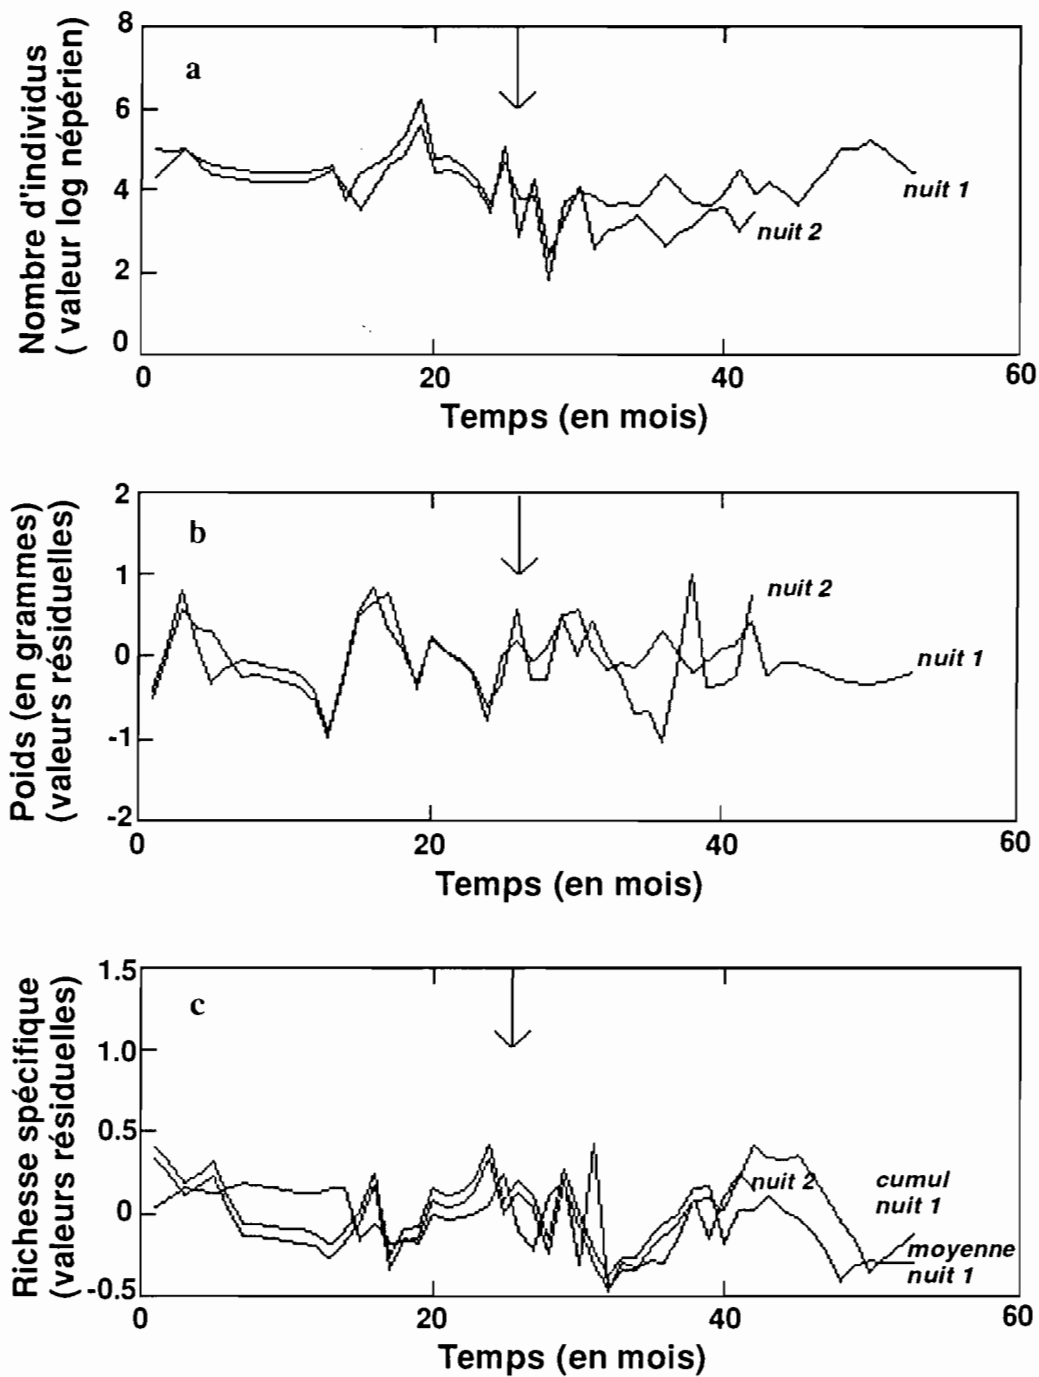 Nombre d'individus
( valeur log népérien)
a
8
6
4
2
0
nuit 1
nuit 2
0 20 40 60
Temps (en mois)
Poids (en grammes)
(valeurs résiduelles)
b
2
1
0
-1
-2
nuit 2
nuit 1
0 20 40 60
Temps (en mois)
Richesse spécifique
(valeurs résiduelles)
c
1.5
1.0
0.5
0
-0.5
nuit 2
cumul
nuit 1
moyenne
nuit 1
0 20 40 60
Temps (en mois)